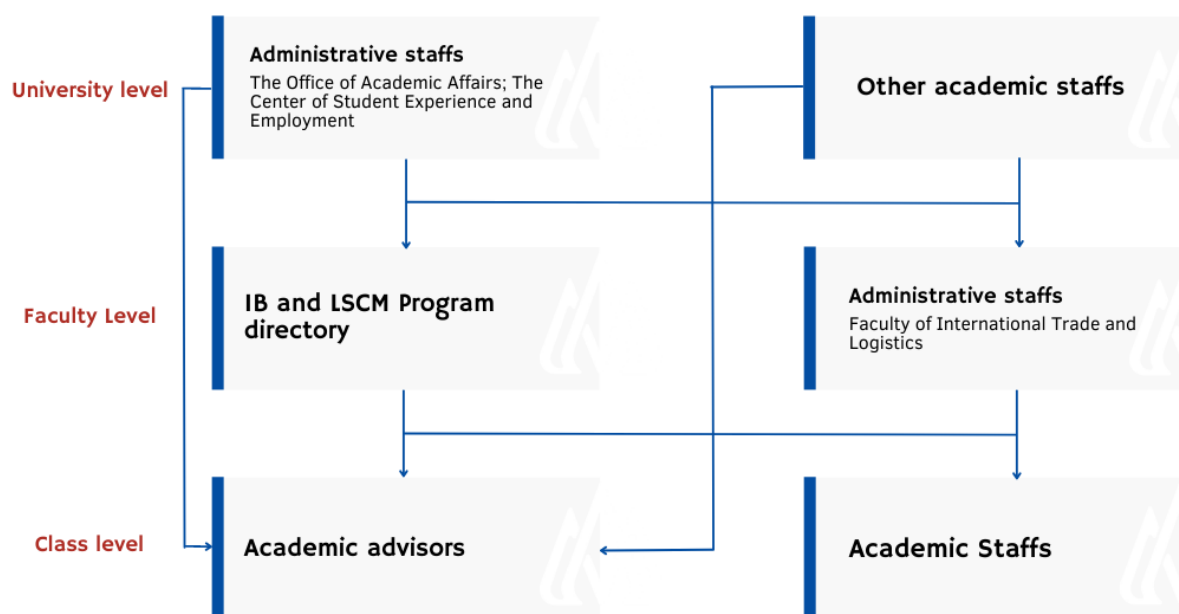 University level
Administrative staffs
The Office of Academic Affairs; The
Center of Student Experience and
Employment
Other academic staffs
Faculty Level
IB and LSCM Program
directory
Administrative staffs
Faculty of International Trade and
Logistics
Class level
Academic advisors
Academic Staffs